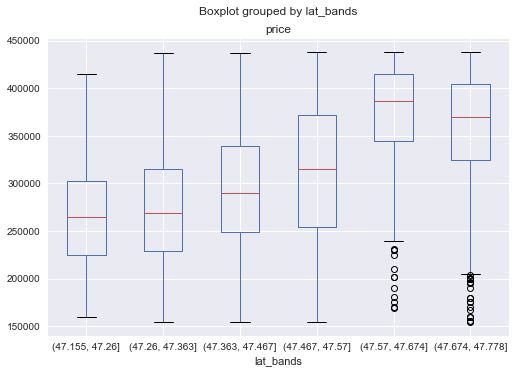 Boxplot grouped by lat_bands
price
450000
400000
350000
300000
250000
200000
150000
(47.155, 47.26] (47.26, 47.363] (47.363, 47.467] (47.467, 47.57] (47.57, 47.674] (47.674, 47.778]
lat_bands